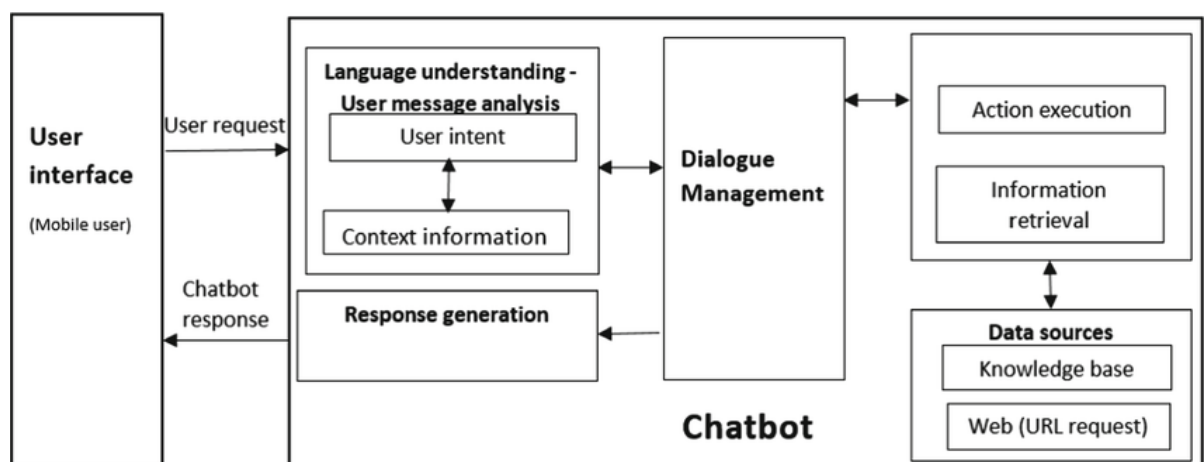 User
interface
(Mobile user)
User request
Chatbot
response
Language understanding -
User message analysis
User intent
Context information
Response generation
Dialogue
Management
Action execution
Information
retrieval
Data sources
Knowledge base
Web (URL request)
Chatbot